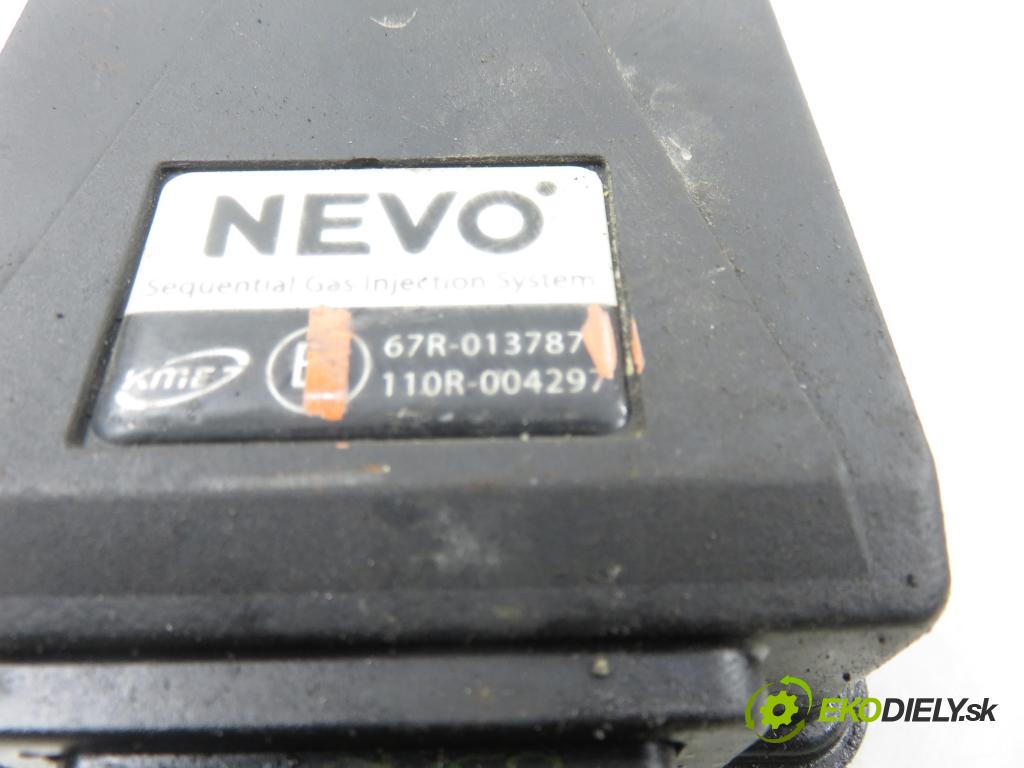 NEVO
Sequential Gas Injection System
KME E 67R-013787
110R-004297
EKODIELY.sk